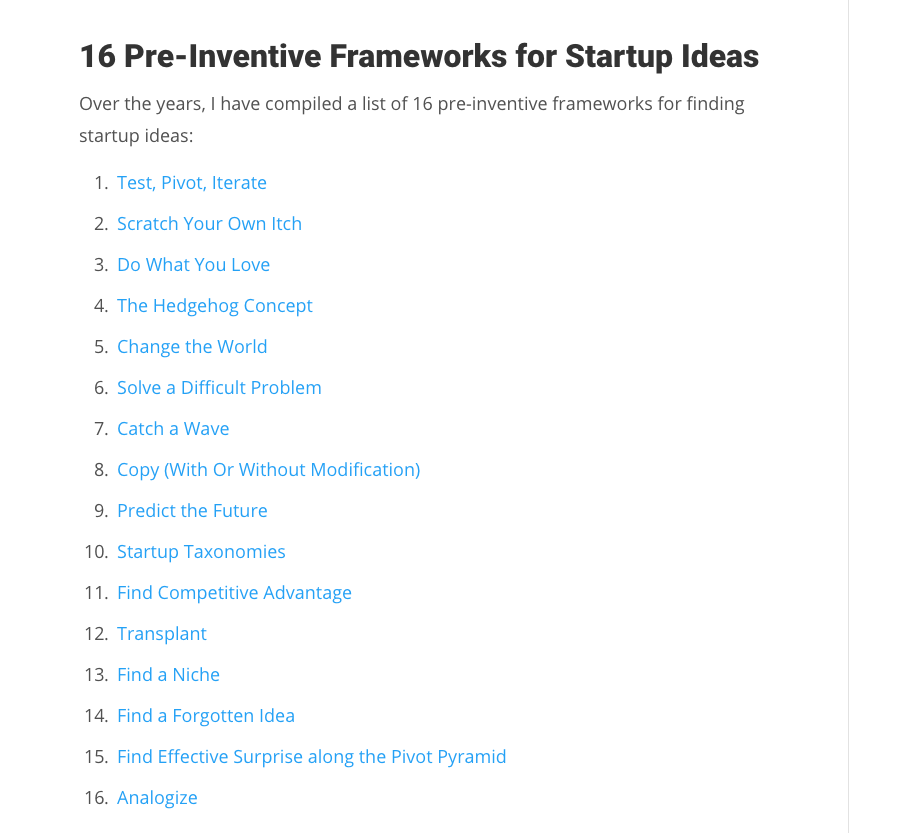 16 Pre-Inventive Frameworks for Startup Ideas
Over the years, I have compiled a list of 16 pre-inventive frameworks for finding
startup ideas:
1. Test, Pivot, Iterate
2. Scratch Your Own Itch
3. Do What You Love
4. The Hedgehog Concept
5. Change the World
6. Solve a Difficult Problem
7. Catch a Wave
8. Copy (With Or Without Modification)
9. Predict the Future
10. Startup Taxonomies
11. Find Competitive Advantage
12. Transplant
13. Find a Niche
14. Find a Forgotten Idea
15. Find Effective Surprise along the Pivot Pyramid
16. Analogize